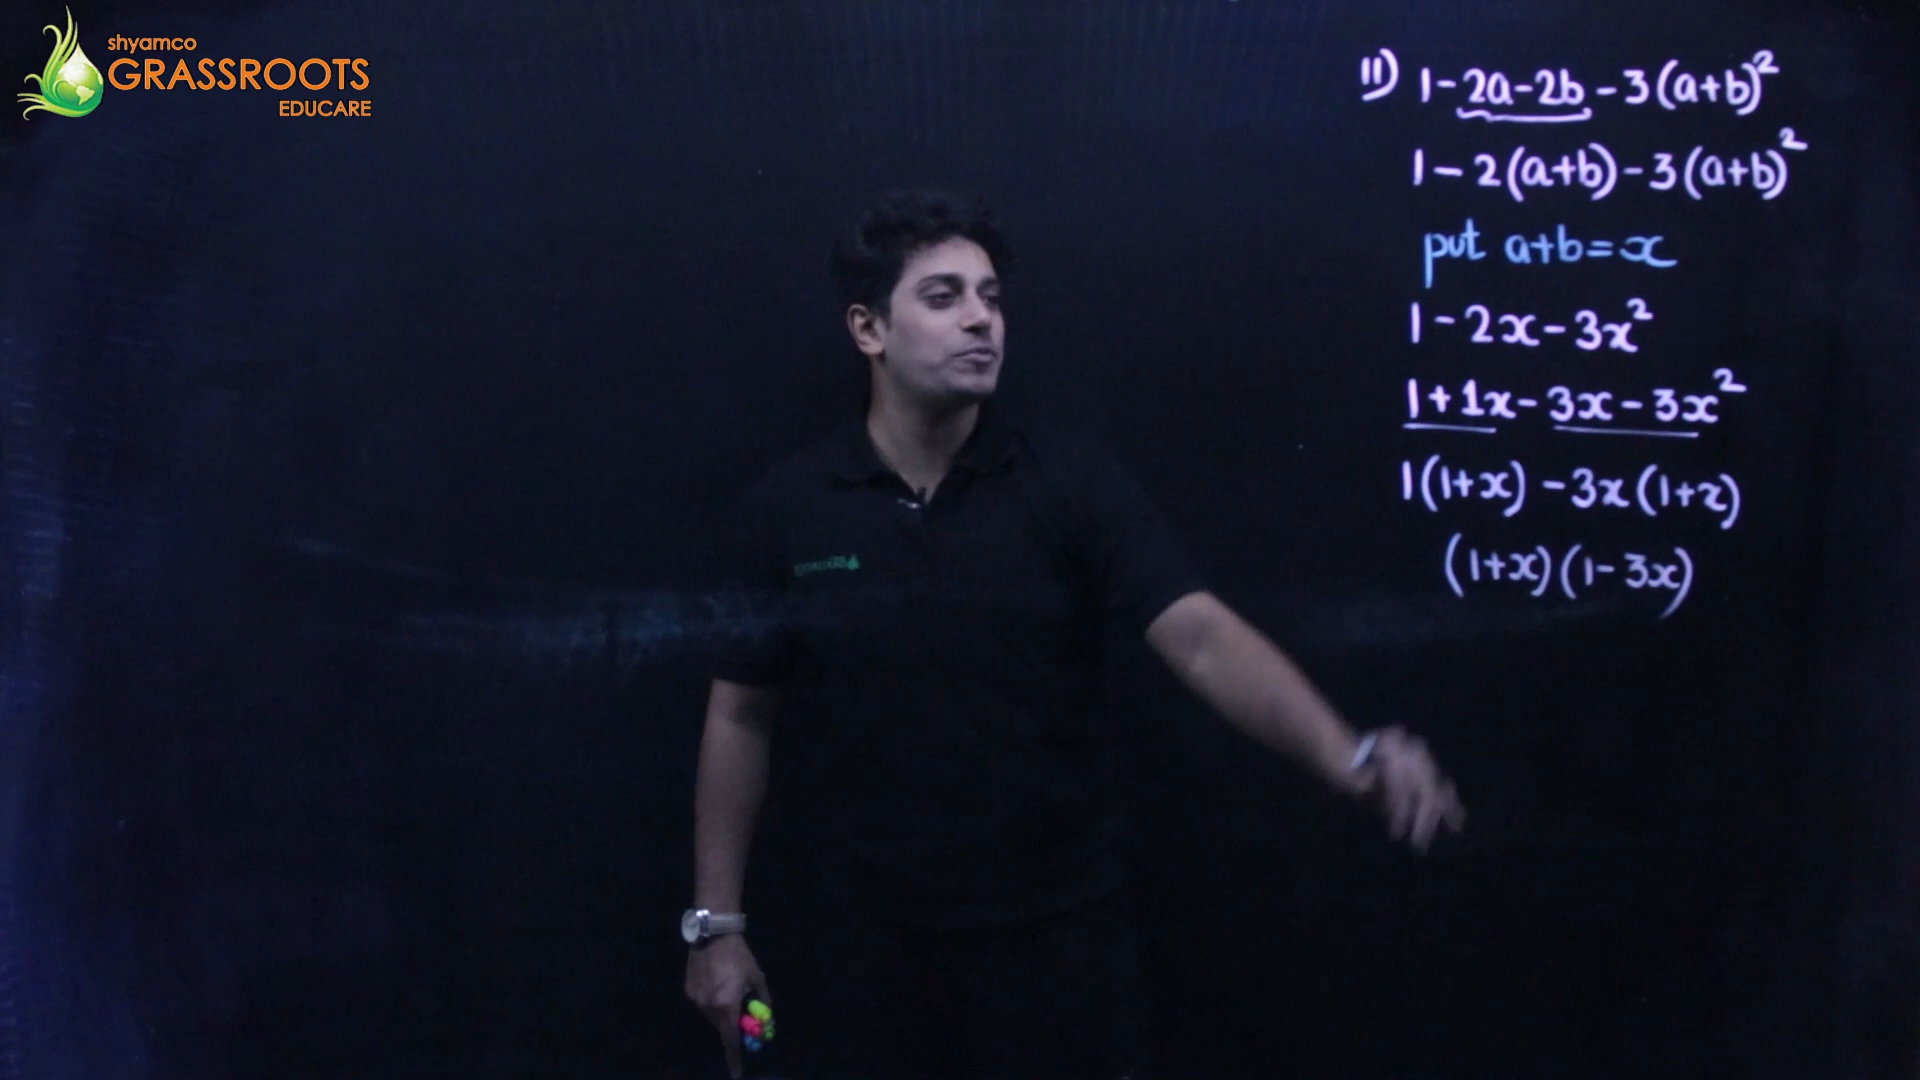 shyamco
GRASSROOTS
EDUCARE
11) 1-2a-2b-3(a+b)²
1-2(a+b)-3(a+b)²
put a+b=x
1-2x-3x²
1+1x-3x-3x²
1(1+x)-3x(1+x)
(1+x)(1-3x)